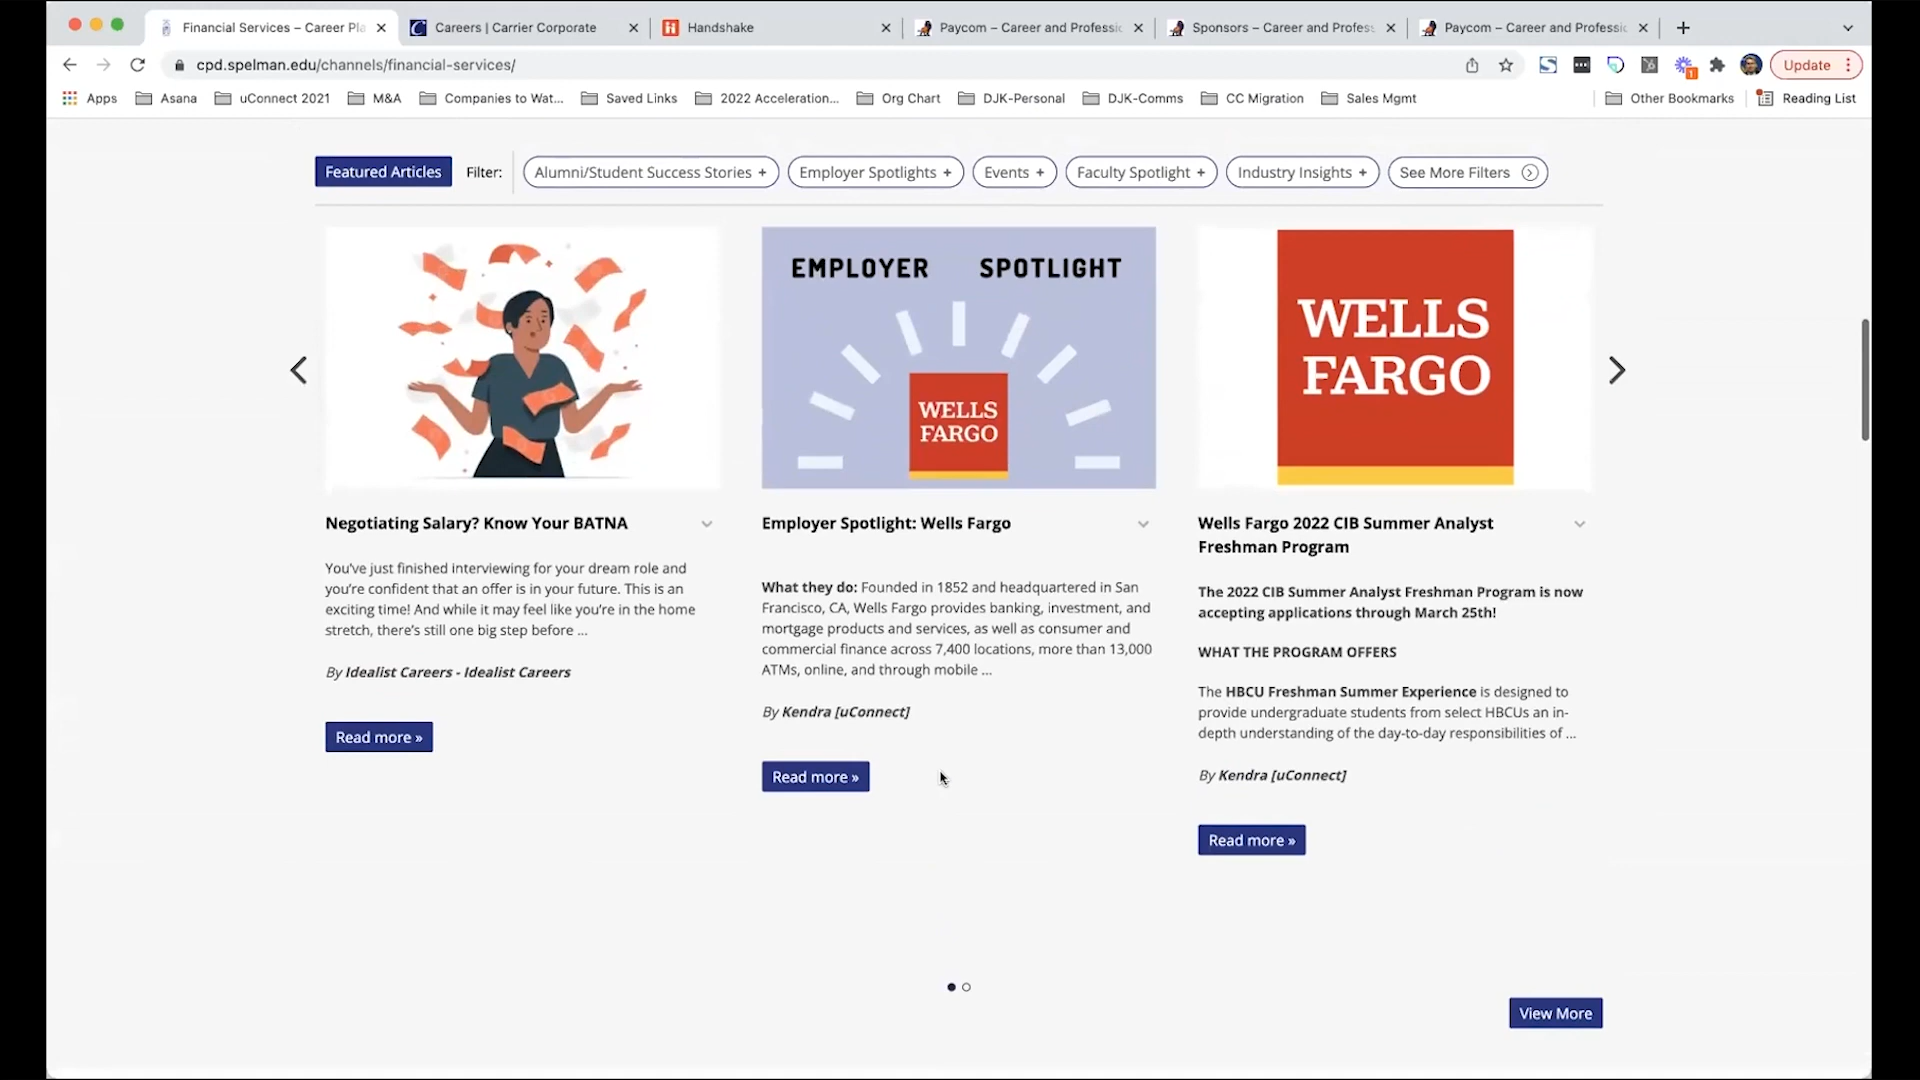 Financial Services – Career Pla
Careers | Carrier Corporate
Handshake
Paycom – Career and Professio
Sponsors – Career and Profess
Paycom – Career and Professio
cpd.spelman.edu/channels/financial-services/
Update
Apps
Asana
uConnect 2021
M&A
Companies to Wat...
Saved Links
2022 Acceleration...
Org Chart
DJK-Personal
DJK-Comms
CC Migration
Sales Mgmt
Other Bookmarks
Reading List
Featured Articles
Filter:
Alumni/Student Success Stories +
Employer Spotlights +
Events +
Faculty Spotlight +
Industry Insights +
See More Filters
EMPLOYER SPOTLIGHT
WELLS
FARGO
WELLS
FARGO
Negotiating Salary? Know Your BATNA
You've just finished interviewing for your dream role and
you're confident that an offer is in your future. This is an
exciting time! And while it may feel like you're in the home
stretch, there's still one big step before ...
By Idealist Careers - Idealist Careers
Read more »
Employer Spotlight: Wells Fargo
What they do: Founded in 1852 and headquartered in San
Francisco, CA, Wells Fargo provides banking, investment, and
mortgage products and services, as well as consumer and
commercial finance across 7,400 locations, more than 13,000
ATMs, online, and through mobile ...
By Kendra [uConnect]
Read more »
Wells Fargo 2022 CIB Summer Analyst
Freshman Program
The 2022 CIB Summer Analyst Freshman Program is now
accepting applications through March 25th!
WHAT THE PROGRAM OFFERS
The HBCU Freshman Summer Experience is designed to
provide undergraduate students from select HBCUs an in-
depth understanding of the day-to-day responsibilities of ...
By Kendra [uConnect]
Read more »
View More